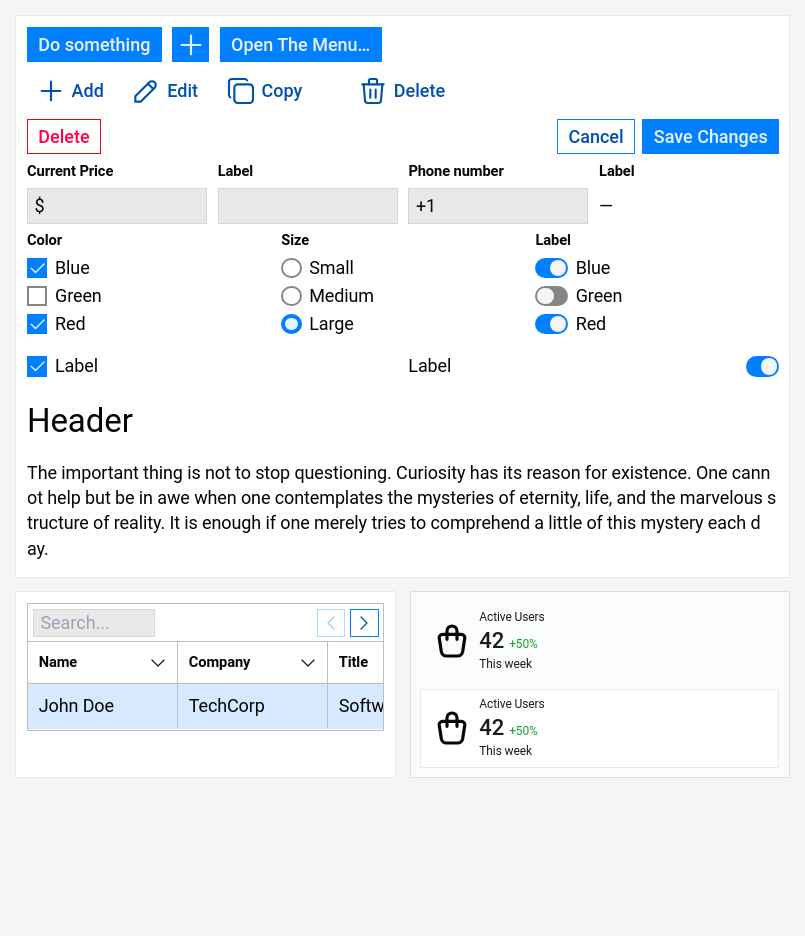 Do something Open The Menu...
Add Edit Copy Delete
Delete Cancel Save Changes
Current Price Label Phone number Label
$ +1 —
Color Size Label
Blue Small Blue
Green Medium Green
Red Large Red
Label Label
Header
The important thing is not to stop questioning. Curiosity has its reason for existence. One cann
ot help but be in awe when one contemplates the mysteries of eternity, life, and the marvelous s
tructure of reality. It is enough if one merely tries to comprehend a little of this mystery each d
ay.
Search...
Name Company Title
John Doe TechCorp Softw
Active Users
42 +50%
This week
Active Users
42 +50%
This week